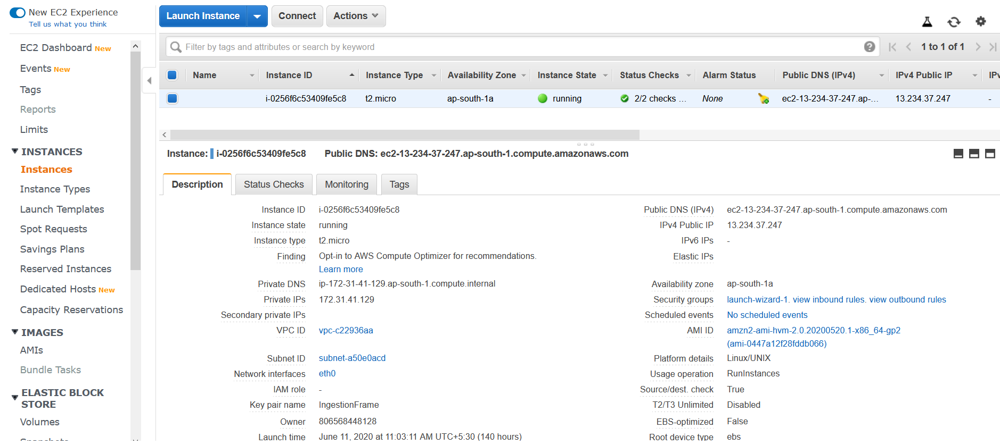 New EC2 Experience
Tell us what you think
EC2 Dashboard New
Events New
Tags
Reports
Limits
INSTANCES
Instances
Instance Types
Launch Templates
Spot Requests
Savings Plans
Reserved Instances
Dedicated Hosts New
Capacity Reservations
IMAGES
AMIs
Bundle Tasks
ELASTIC BLOCK
STORE
Volumes
Snapshots
Launch Instance Connect Actions
Filter by tags and attributes or search by keyword
1 to 1 of 1
Name Instance ID Instance Type Availability Zone Instance State Status Checks Alarm Status Public DNS (IPv4) IPv4 Public IP IPv
i-0256f6c53409fe5c8 t2.micro ap-south-1a running 2/2 checks ... None ec2-13-234-37-247.ap-... 13.234.37.247 -
Instance: i-0256f6c53409fe5c8 Public DNS: ec2-13-234-37-247.ap-south-1.compute.amazonaws.com
Description Status Checks Monitoring Tags
Instance ID i-0256f6c53409fe5c8
Instance state running
Instance type t2.micro
Finding Opt-in to AWS Compute Optimizer for recommendations.
Learn more
Private DNS ip-172-31-41-129.ap-south-1.compute.internal
Private IPs 172.31.41.129
Secondary private IPs
VPC ID vpc-c22936aa
Subnet ID subnet-a50e0acd
Network interfaces eth0
IAM role -
Key pair name IngestionFrame
Owner 806568448128
Launch time June 11, 2020 at 11:03:11 AM UTC+5:30 (140 hours)
Public DNS (IPv4) ec2-13-234-37-247.ap-south-1.compute.amazonaws.com
IPv4 Public IP 13.234.37.247
IPv6 IPs -
Elastic IPs
Availability zone ap-south-1a
Security groups launch-wizard-1. view inbound rules. view outbound rules
Scheduled events No scheduled events
AMI ID amzn2-ami-hvm-2.0.20200520.1-x86_64-gp2
(ami-0447a12f28fddb066)
Platform details Linux/UNIX
Usage operation RunInstances
Source/dest. check True
T2/T3 Unlimited Disabled
EBS-optimized False
Root device type ebs